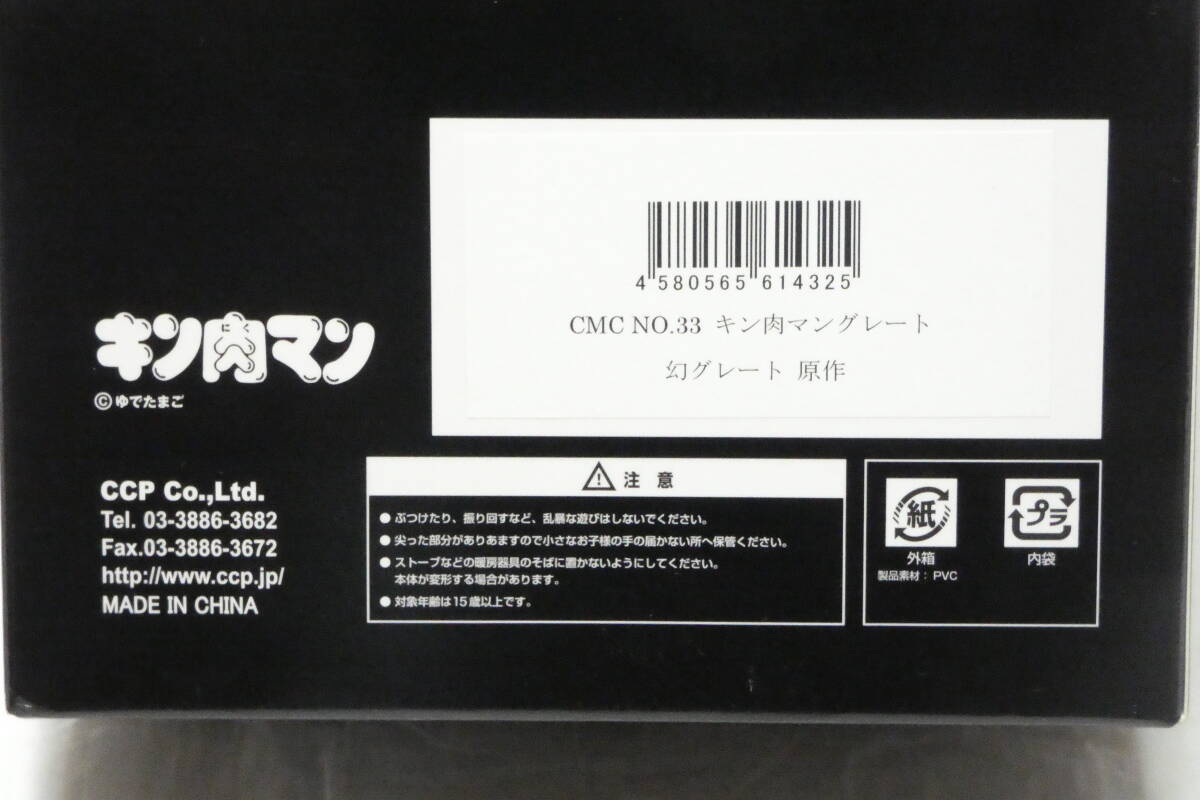 4 580565 614325
CMC NO.33 キン肉マングレート
幻グレート 原作
キン肉マン
にく
©ゆでたまご
CCP Co.,Ltd.
Tel. 03-3886-3682
Fax.03-3886-3672
http://www.ccp.jp/
MADE IN CHINA
注 意
● ぶつけたり、振り回すなど、乱暴な遊びはしないでください。
● 尖った部分がありあますので小さなお子様の手の届かない所へ保管ください。
● ストーブなどの暖房器具のそばに置かないようにしてください。
本体が変形する場合があります。
● 対象年齢は15歳以上です。
紙
外箱
製品素材：PVC
プラ
内袋